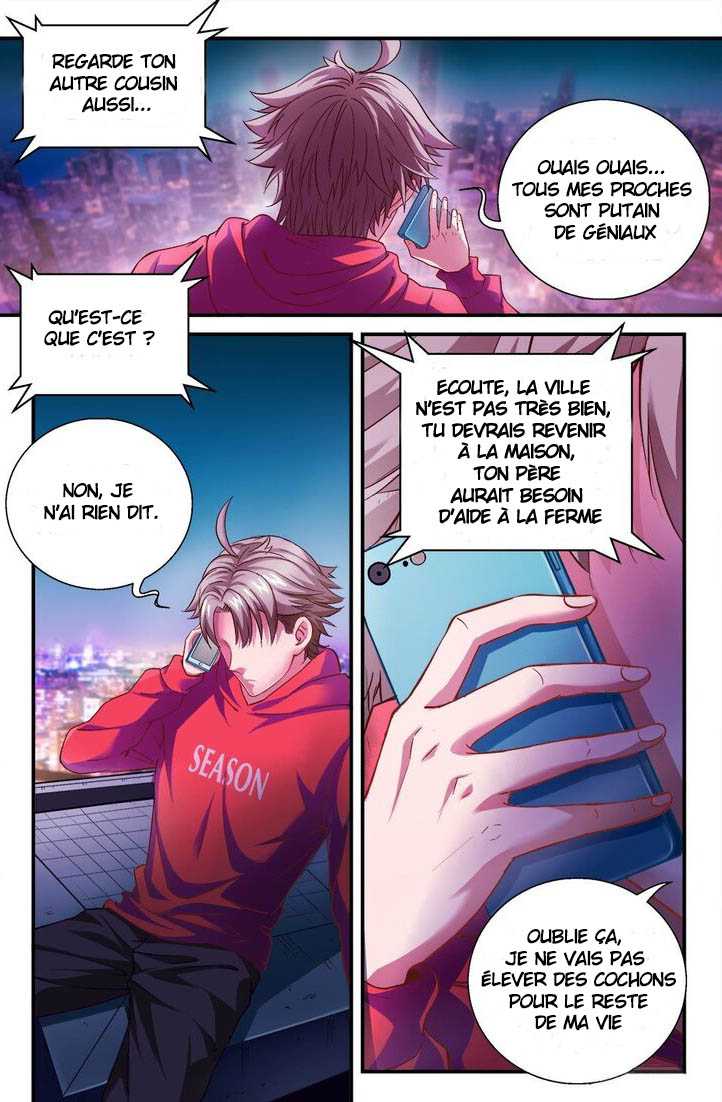 REGARDE TON
AUTRE COUSIN
AUSSI...
OUAIS OUAIS...
TOUS MES PROCHES
SONT PUTAIN
DE GÉNIAUX
QU'EST-CE
QUE C'EST ?
NON, JE
N'AI RIEN DIT.
SEASON
ECOUTE, LA VILLE
N'EST PAS TRÈS BIEN,
TU DEVRAIS REVENIR
À LA MAISON,
TON PÈRE
AURAIT BESOIN
D'AIDE À LA FERME
OUBLIE ÇA,
JE NE VAIS PAS
ÉLEVER DES COCHONS
POUR LE RESTE
DE MA VIE